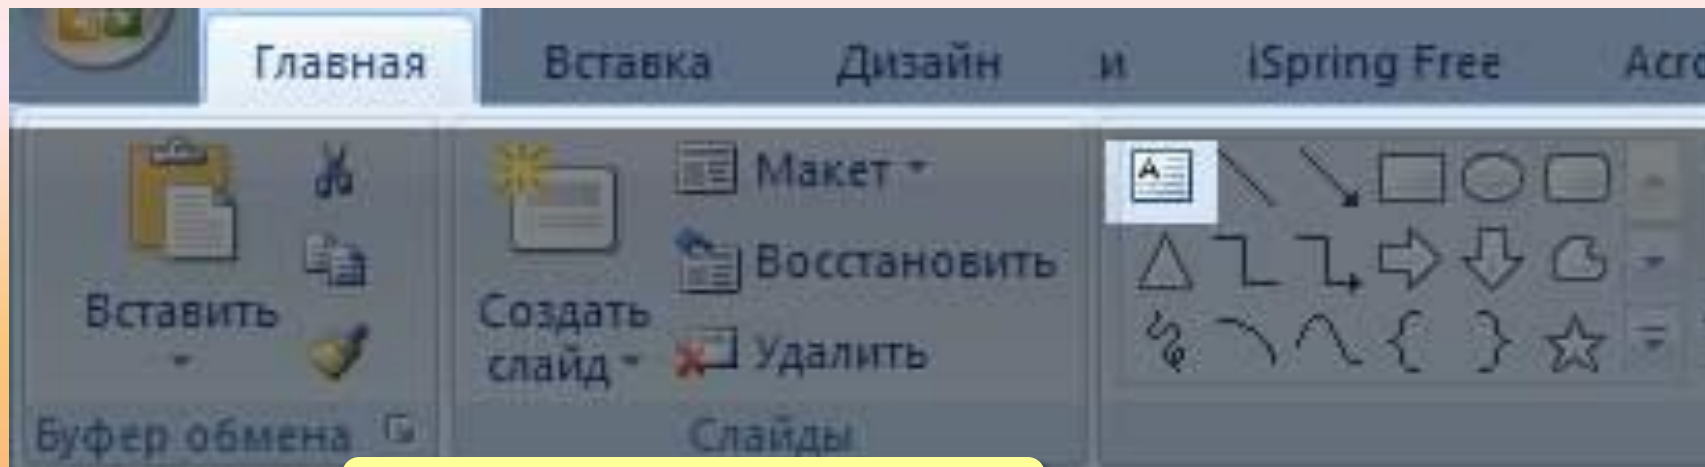 Главная Вставка Дизайн и iSpring Free
Макет
Восстановить
Вставить Создать
слайд Удалить
Буфер обмена Слайды